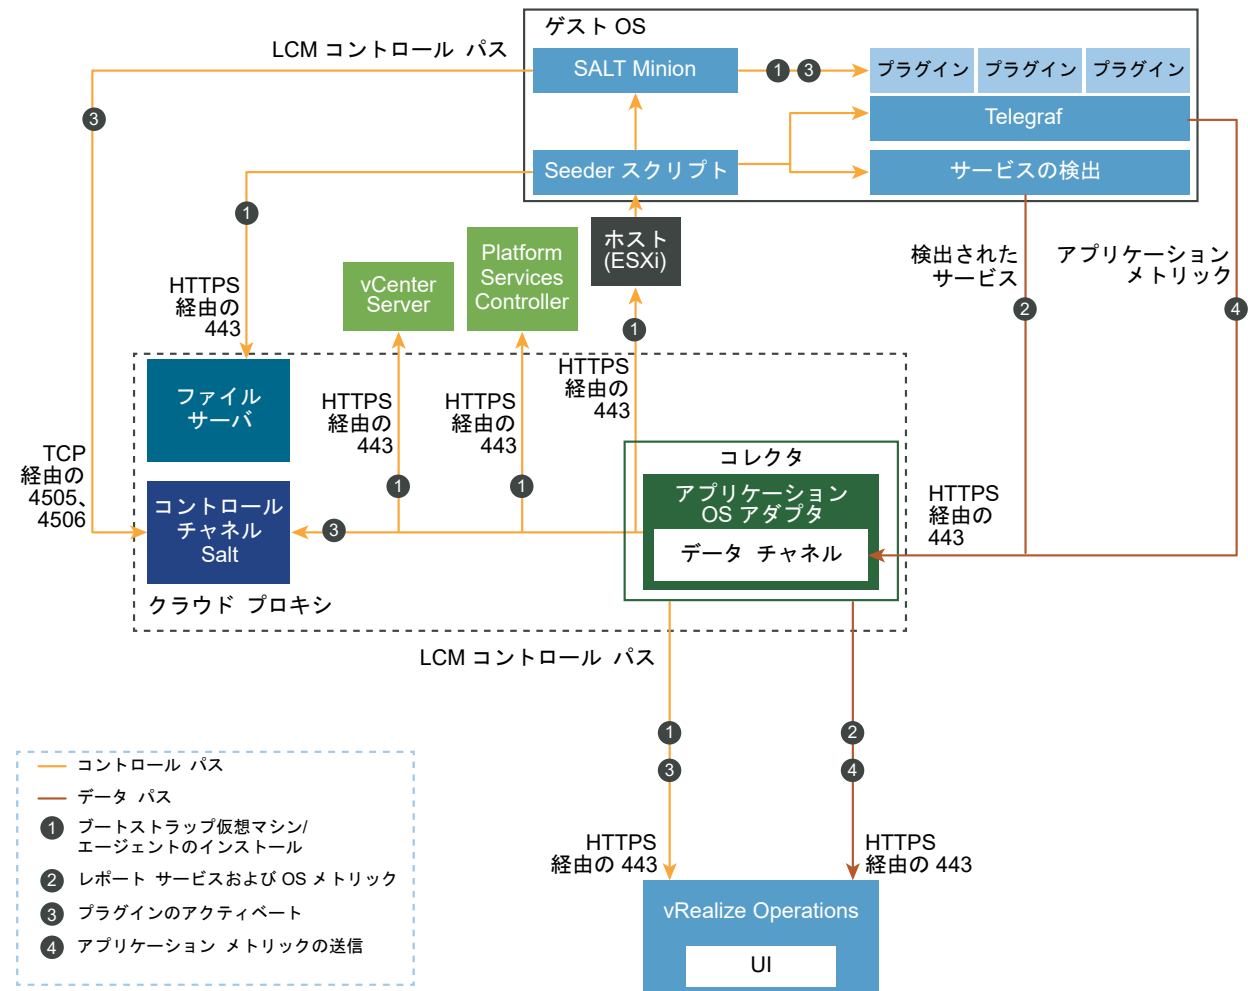 ゲスト OS
LCM コントロール パス
SALT Minion
1
3
プラグイン
プラグイン
プラグイン
Telegraf
3
Seeder スクリプト
サービスの検出
1
ホスト
(ESXi)
Platform
Services
Controller
vCenter
Server
検出された
サービス
アプリケーション
メトリック
HTTPS
経由の
443
1
2
4
HTTPS
経由の
443
ファイル
サーバ
HTTPS
経由の
443
HTTPS
経由の
443
TCP
経由の
4505、
4506
1
1
コレクタ
アプリケーション
OS アダプタ
データ チャネル
HTTPS
経由の
443
コントロール
チャネル
Salt
3
クラウド プロキシ
LCM コントロール パス
1
3
2
4
HTTPS
経由の 443
HTTPS
経由の 443
vRealize Operations
UI
コントロール パス
データ パス
1 ブートストラップ仮想マシン/
エージェントのインストール
2 レポート サービスおよび OS メトリック
3 プラグインのアクティベート
4 アプリケーション メトリックの送信